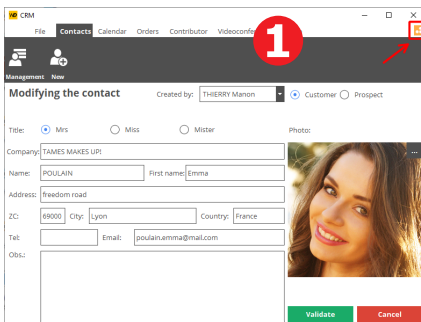 CRM
File Contacts Calendar Orders Contributor Videoconfe
1
Management New
Modifying the contact Created by: THIERRY Manon Customer Prospect
Title: Mrs Miss Mister Photo:
Company: TAMES MAKES UP!
...
Name: POULAIN First name: Emma
Address: freedom road
ZC: 69000 City: Lyon Country: France
Tel: Email: poulain.emma@mail.com
Obs.:
Validate Cancel